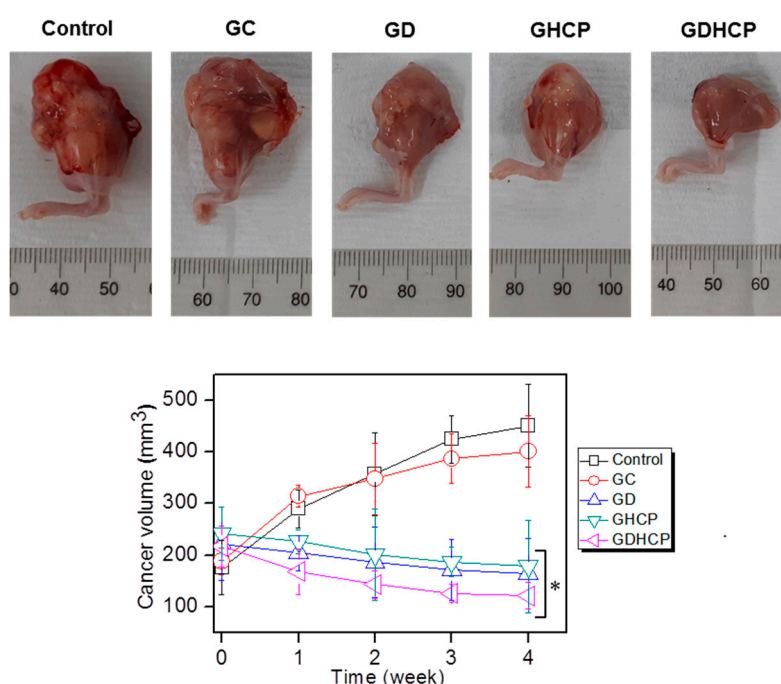 Control GC GD GHCP GDHCP
0 40 50 6
60 70 80
70 80 90
80 90 100
40 50 60
Cancer volume (mm³)
500
400
300
200
100
0 1 2 3 4
Time (week)
Control
GC
GD
GHCP
GDHCP
*